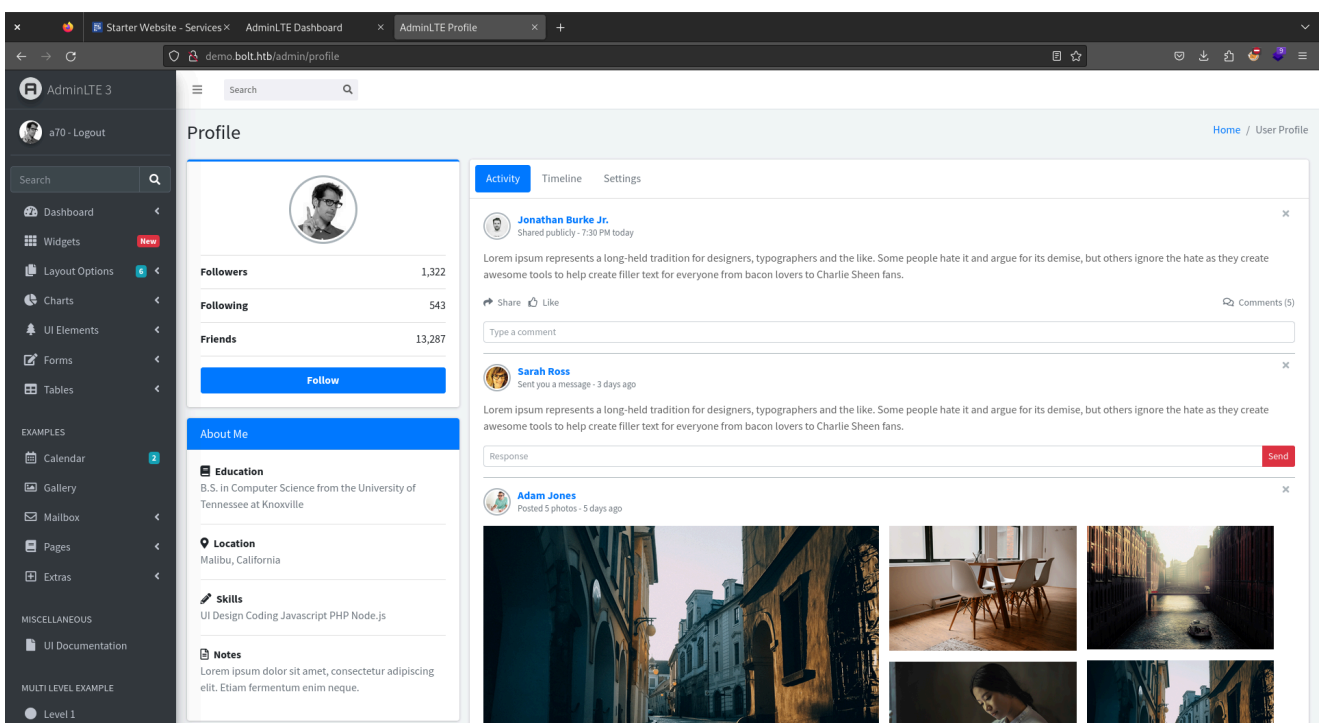 Starter Website - Services
AdminLTE Dashboard
AdminLTE Profile
demo.bolt.htb/admin/profile
9
AdminLTE 3
a70 - Logout
Search
Dashboard
Widgets
New
Layout Options
6
Charts
UI Elements
Forms
Tables
EXAMPLES
Calendar
2
Gallery
Mailbox
Pages
Extras
MISCELLANEOUS
UI Documentation
MULTI LEVEL EXAMPLE
Level 1
Search
Profile
Home / User Profile
Followers 1,322
Following 543
Friends 13,287
Follow
About Me
Education
B.S. in Computer Science from the University of
Tennessee at Knoxville
Location
Malibu, California
Skills
UI Design Coding Javascript PHP Node.js
Notes
Lorem ipsum dolor sit amet, consectetur adipiscing
elit. Etiam fermentum enim neque.
Activity
Timeline
Settings
Jonathan Burke Jr.
Shared publicly - 7:30 PM today
Lorem ipsum represents a long-held tradition for designers, typographers and the like. Some people hate it and argue for its demise, but others ignore the hate as they create
awesome tools to help create filler text for everyone from bacon lovers to Charlie Sheen fans.
Share Like Comments (5)
Type a comment
Sarah Ross
Sent you a message - 3 days ago
Lorem ipsum represents a long-held tradition for designers, typographers and the like. Some people hate it and argue for its demise, but others ignore the hate as they create
awesome tools to help create filler text for everyone from bacon lovers to Charlie Sheen fans.
Response
Send
Adam Jones
Posted 5 photos - 5 days ago